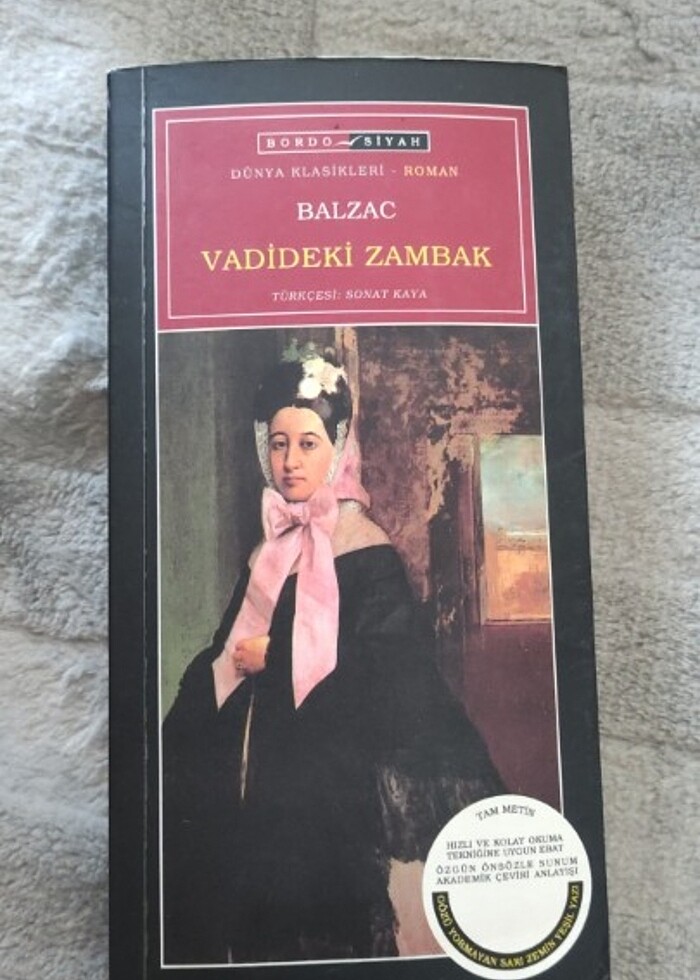 BORDO SİYAH
DÜNYA KLASİKLERİ - ROMAN
BALZAC
VADİDEKİ ZAMBAK
TÜRKÇESİ: SONAT KAYA
TAM METİN
HIZLI VE KOLAY OKUMA
TEKNİĞİNE UYGUN EBAT
ÖZGÜN ÖNSÖZLE SUNUM
AKADEMİK ÇEVİRİ ANLAYIŞI
GÖZÜ YORMAYAN SARI ZEMİN YEŞİL YAZI